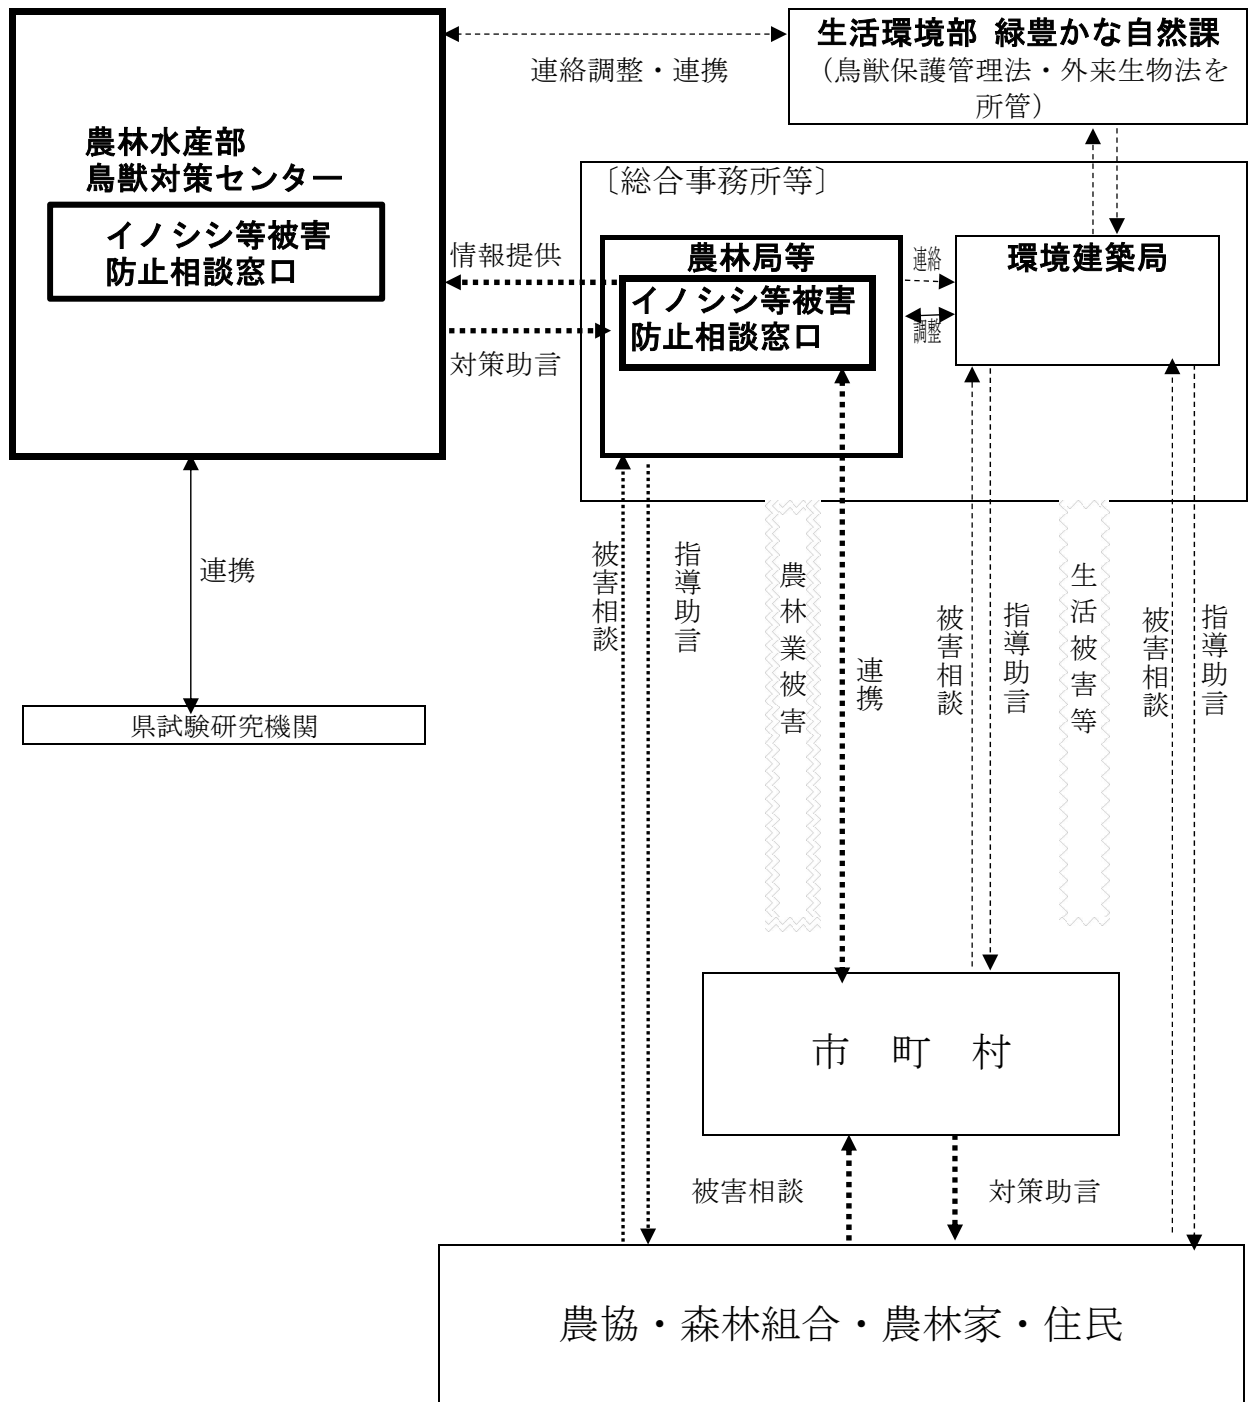 生活環境部 緑豊かな自然課
（鳥獣保護管理法・外来生物法を
所管）
連絡調整・連携
農林水産部
鳥獣対策センター
イノシシ等被害
防止相談窓口
〔総合事務所等〕
情報提供
対策助言
農林局等
イノシシ等被害
防止相談窓口
連絡
調整
環境建築局
連携
県試験研究機関
被害相談
指導助言
農林業被害
連携
被害相談
指導助言
生活被害等
被害相談
指導助言
市　町　村
被害相談
対策助言
農協・森林組合・農林家・住民